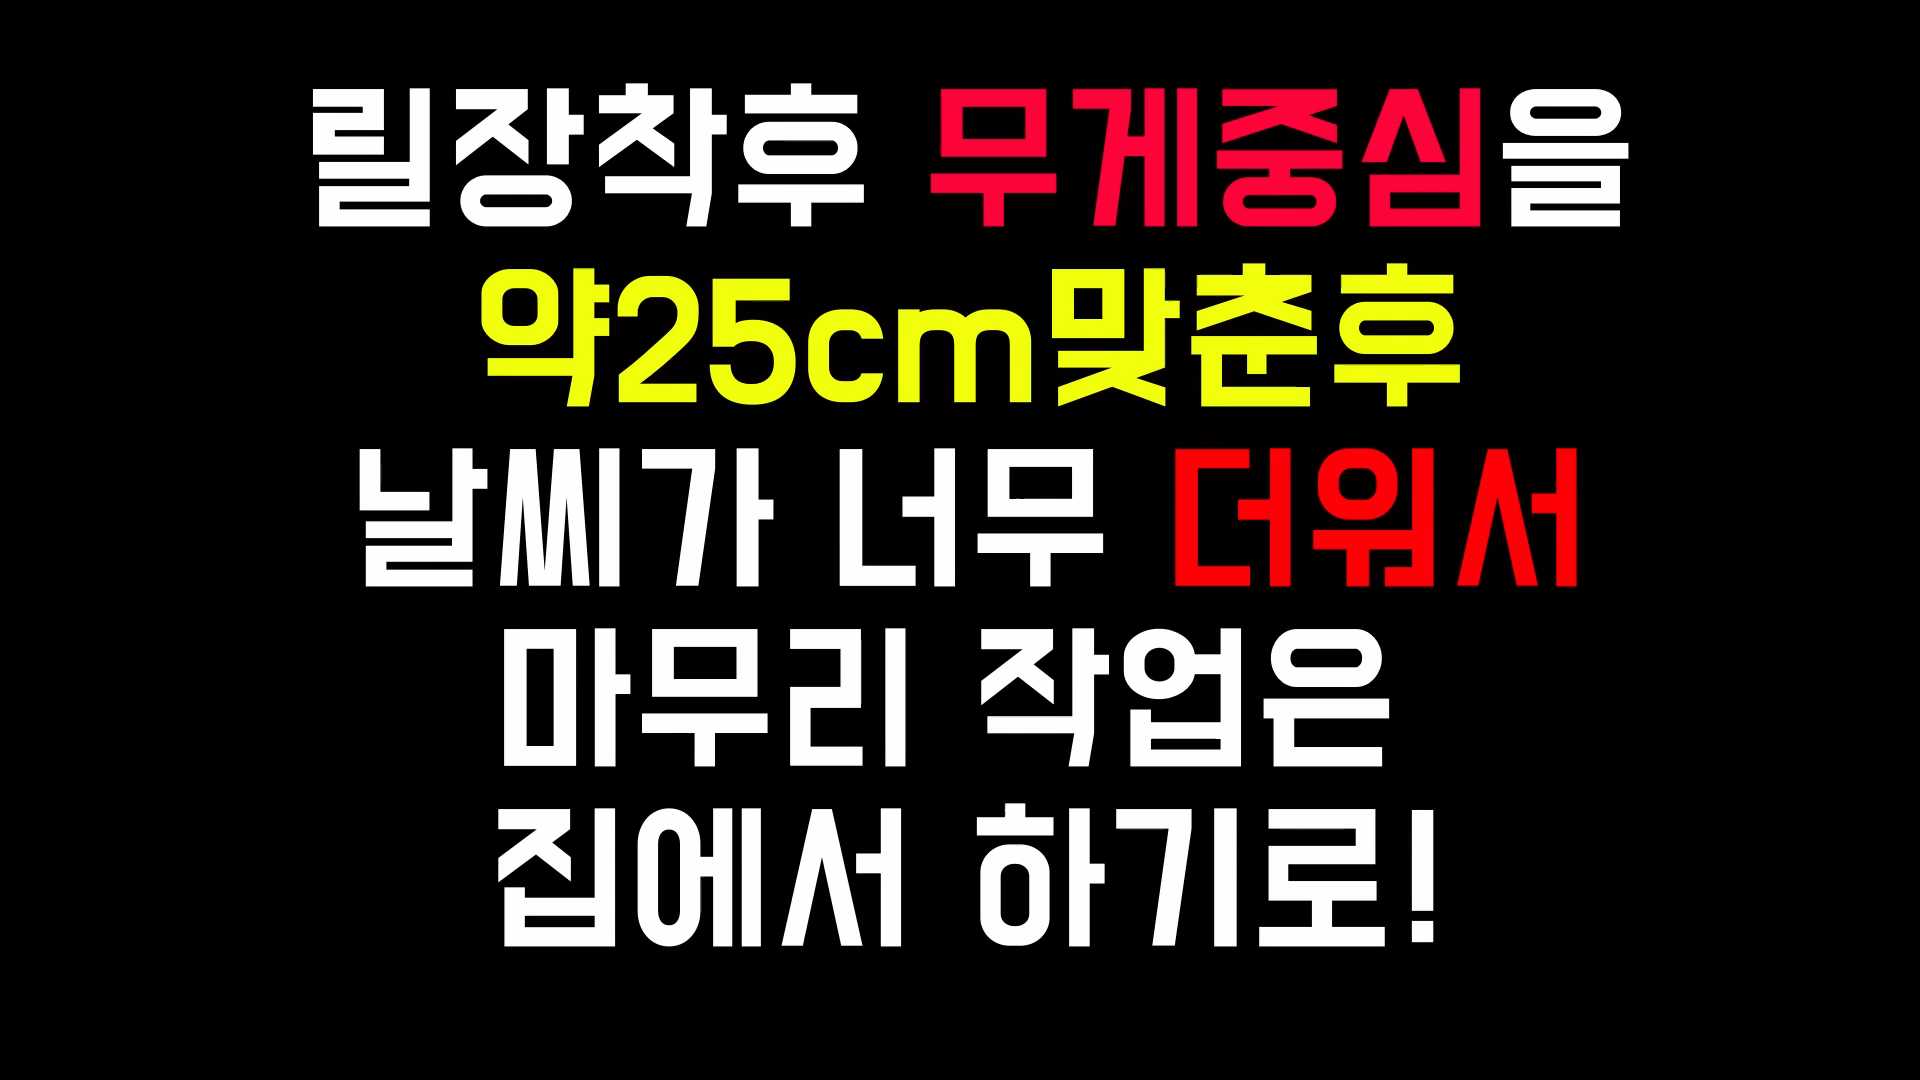 릴장착후 무게중심을
약25cm맞춘후
날씨가 너무 더워서
마무리 작업은
집에서 하기로!